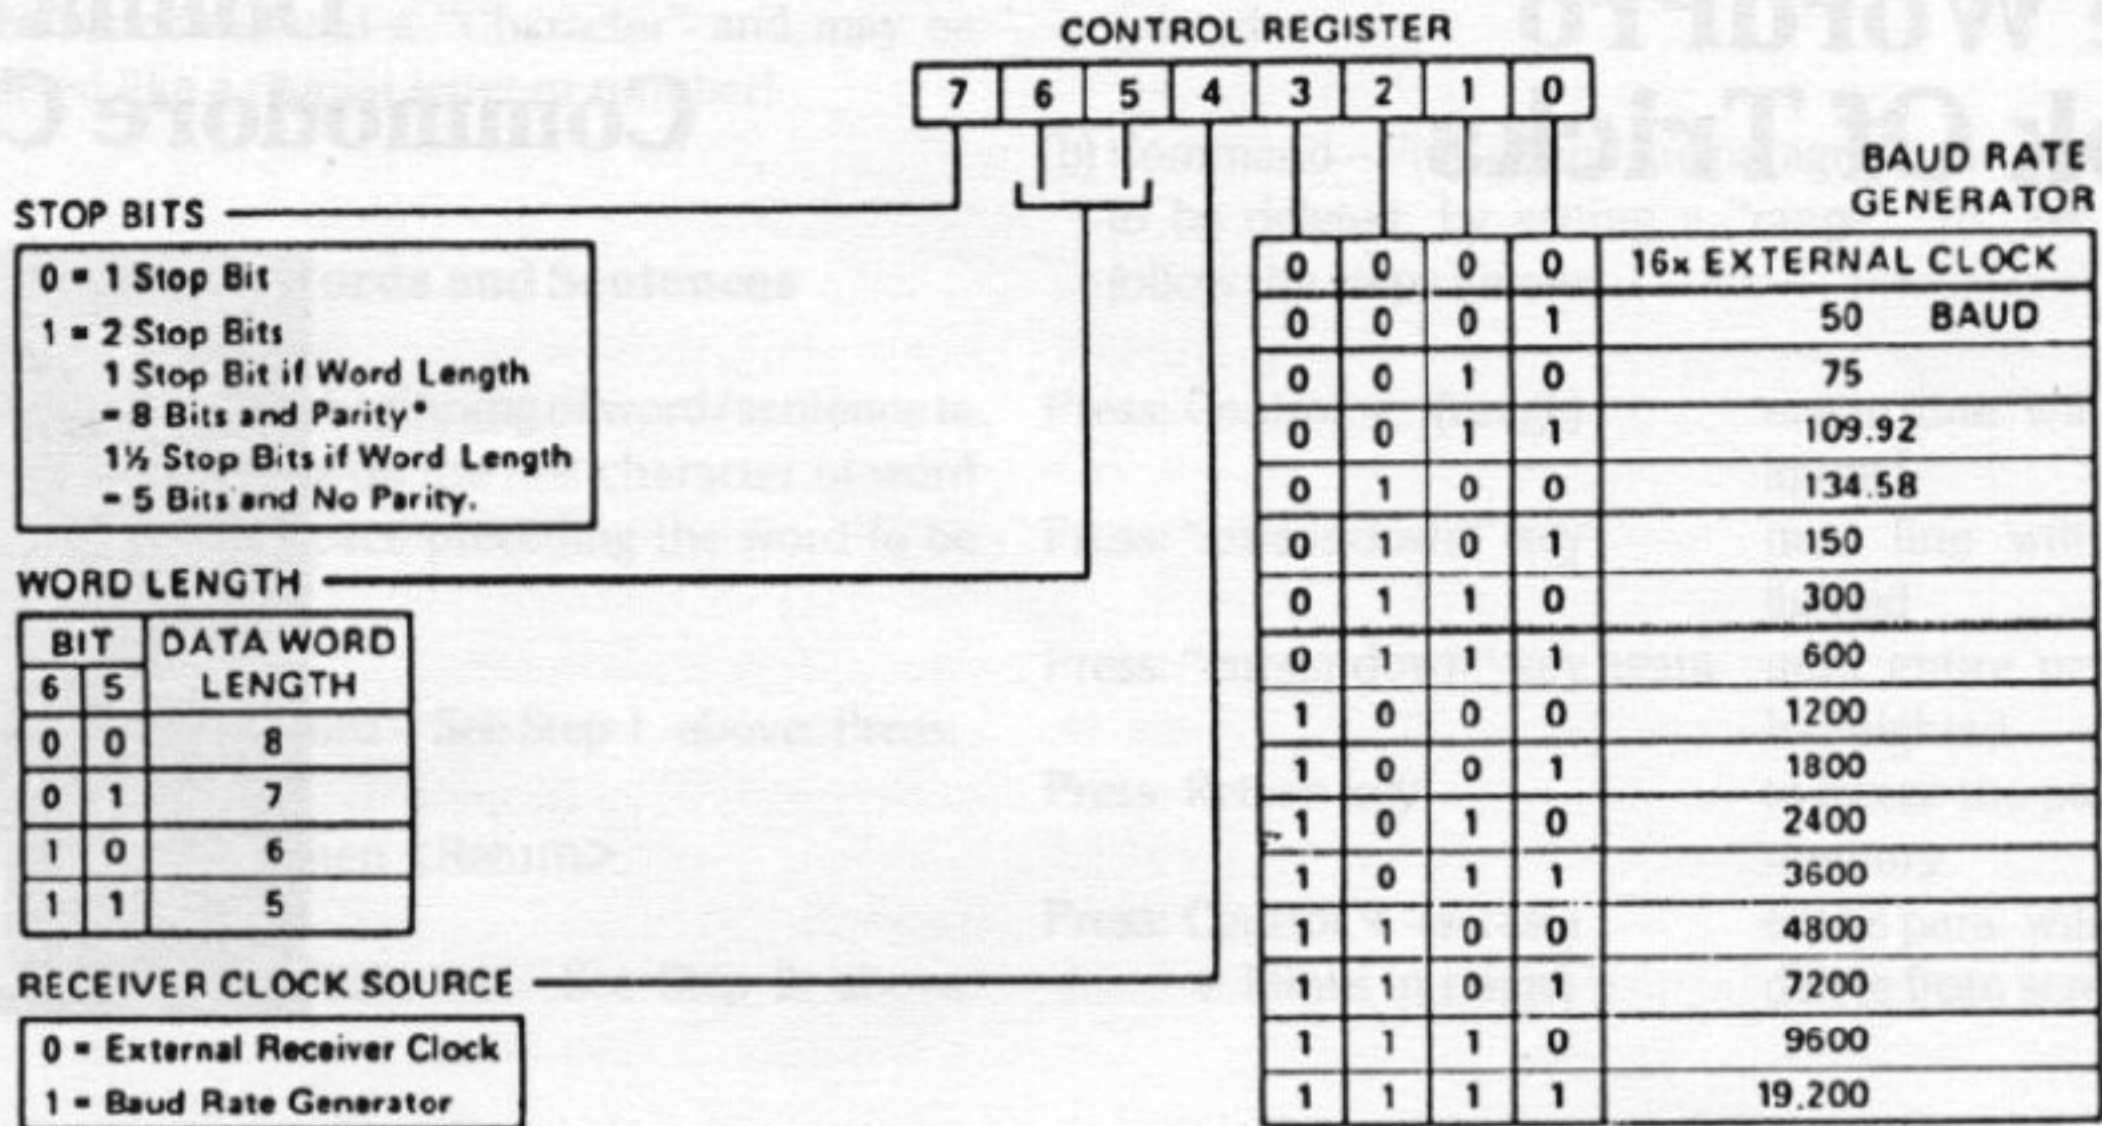 CONTROL REGISTER
7 6 5 4 3 2 1 0
STOP BITS
0 = 1 Stop Bit
1 = 2 Stop Bits
1 Stop Bit if Word Length
= 8 Bits and Parity*
1½ Stop Bits if Word Length
= 5 Bits and No Parity.
WORD LENGTH
BIT DATA WORD
6 5 LENGTH
0 0 8
0 1 7
1 0 6
1 1 5
RECEIVER CLOCK SOURCE
0 = External Receiver Clock
1 = Baud Rate Generator
BAUD RATE
GENERATOR
0 0 0 0 16x EXTERNAL CLOCK
0 0 0 1 50 BAUD
0 0 1 0 75
0 0 1 1 109.92
0 1 0 0 134.58
0 1 0 1 150
0 1 1 0 300
0 1 1 1 600
1 0 0 0 1200
1 0 0 1 1800
1 0 1 0 2400
1 0 1 1 3600
1 1 0 0 4800
1 1 0 1 7200
1 1 1 0 9600
1 1 1 1 19,200